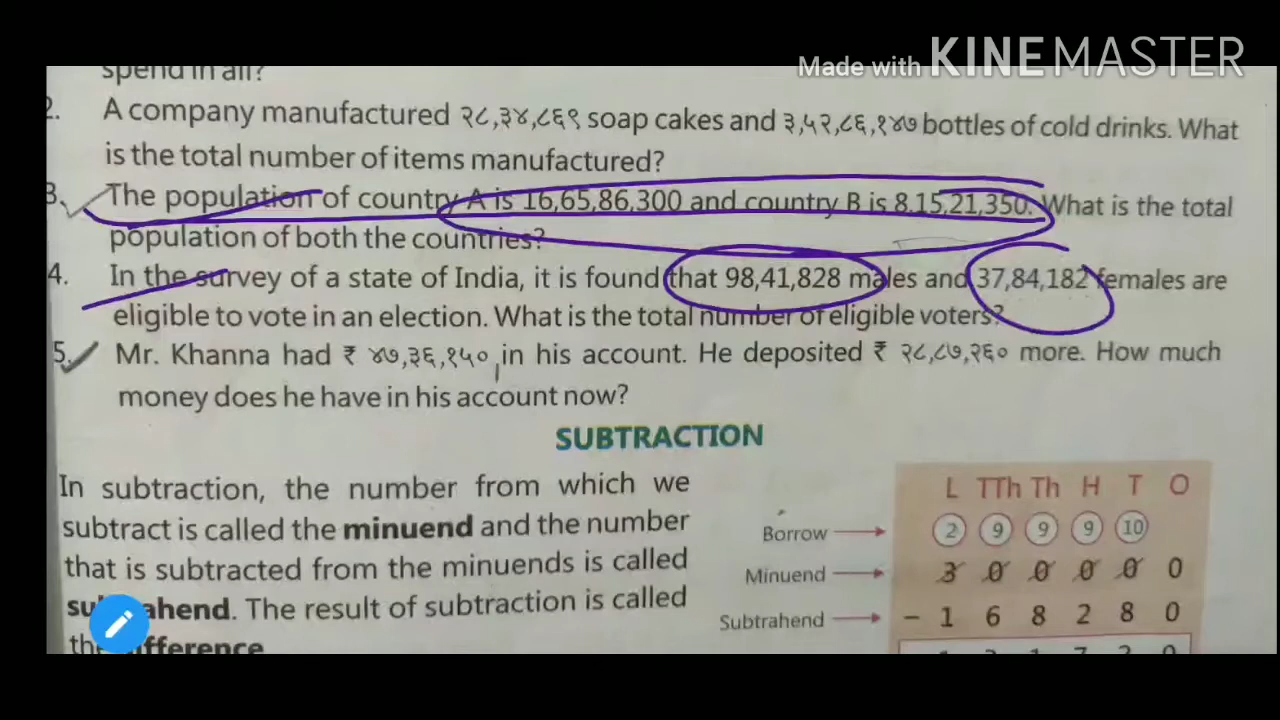 Made with KINEMASTER
spend in all?
2. A company manufactured २८,३४,८६९ soap cakes and ३,५२,८६,१४७ bottles of cold drinks. What
is the total number of items manufactured?
3. The population of country A is 16,65,86,300 and country B is 8,15,21,350. What is the total
population of both the countries?
4. In the survey of a state of India, it is found that 98,41,828 males and 37,84,182 females are
eligible to vote in an election. What is the total number of eligible voters?
5. Mr. Khanna had ₹ ४७,३६,१५० in his account. He deposited ₹ २८,८७,२६० more. How much
money does he have in his account now?
SUBTRACTION
In subtraction, the number from which we
subtract is called the minuend and the number
that is subtracted from the minuends is called
subtrahend. The result of subtraction is called
the difference
L TTh Th H T O
Borrow 2 9 9 9 10
Minuend 3 0 0 0 0 0
Subtrahend – 1 6 8 2 8 0